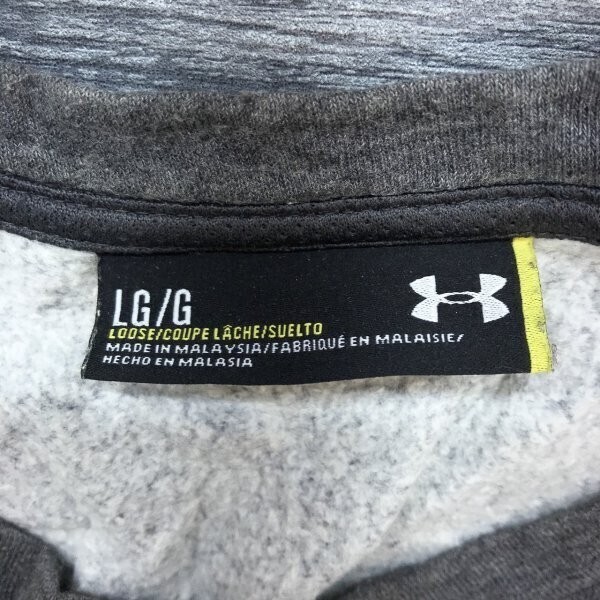 LG/G
LOOSE/COUPE LÂCHE/SUELTO
MADE IN MALAYSIA/FABRIQUÉ EN MALAISIE/
HECHO EN MALASIA